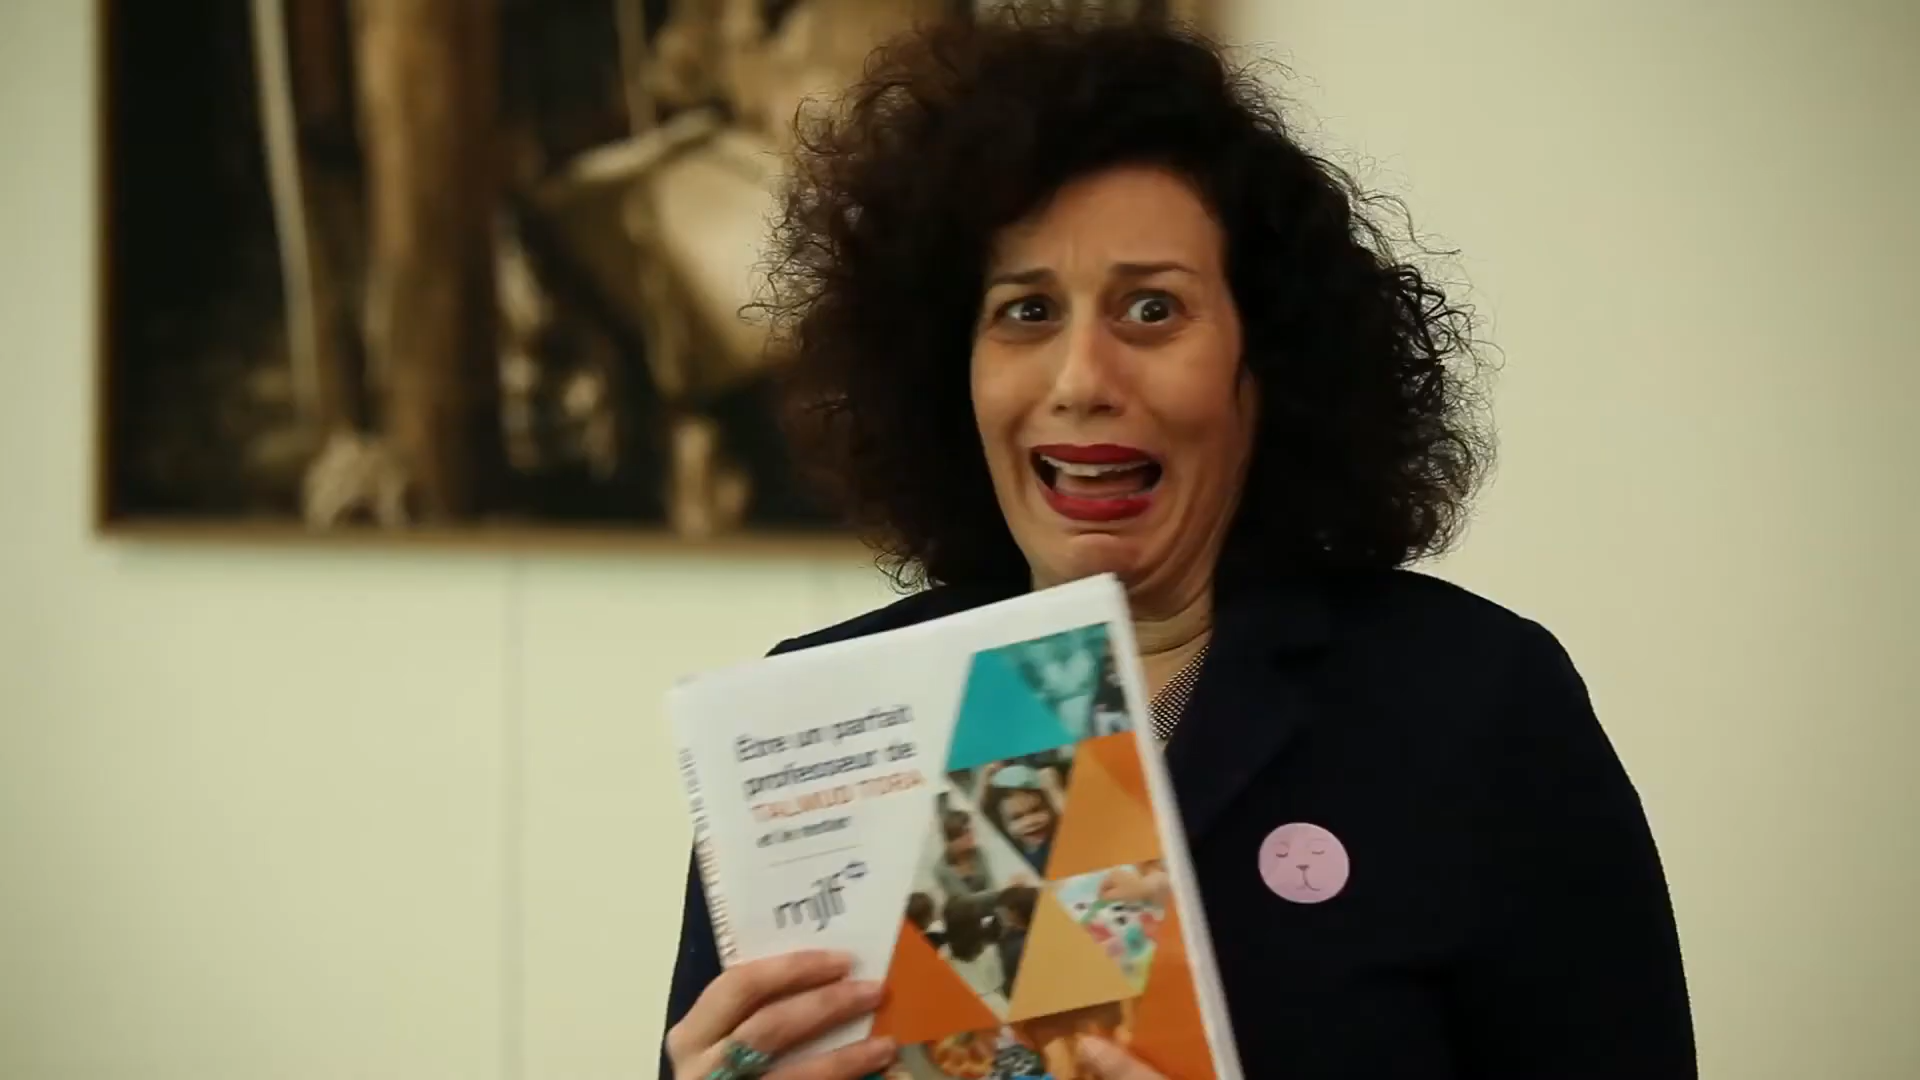 Être un parfait
professeur de
TALMUD TORA
et le rester
mjlf